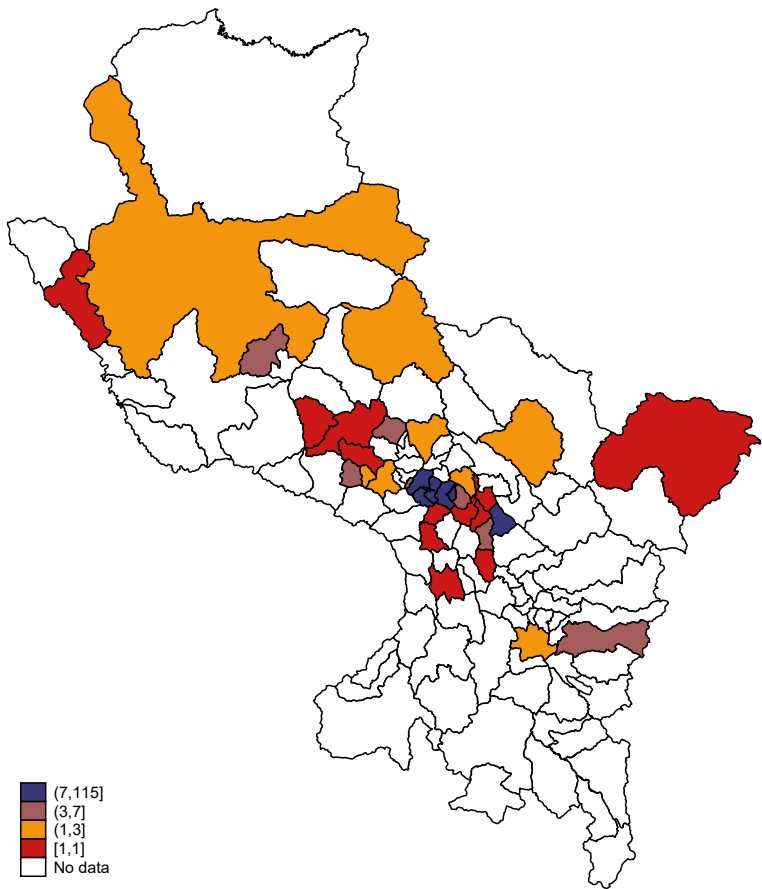 (7,115]
(3,7]
(1,3]
[1,1]
No data